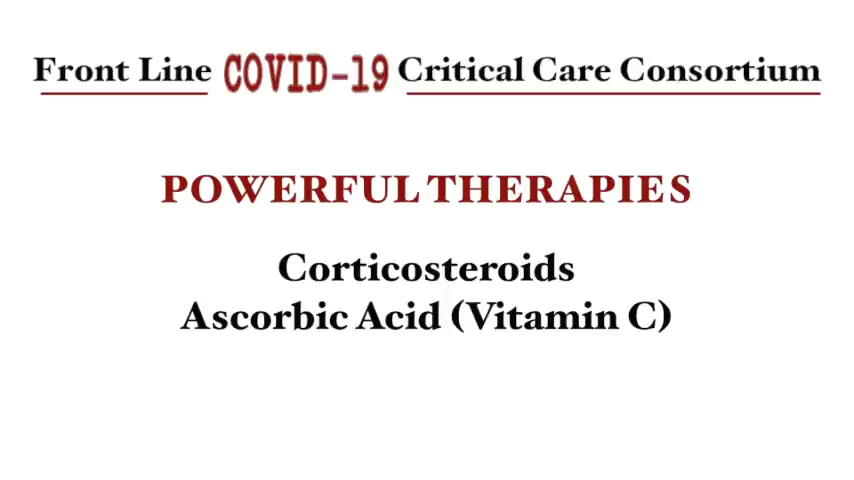 Front Line COVID-19 Critical Care Consortium
POWERFUL THERAPIES
Corticosteroids
Ascorbic Acid (Vitamin C)